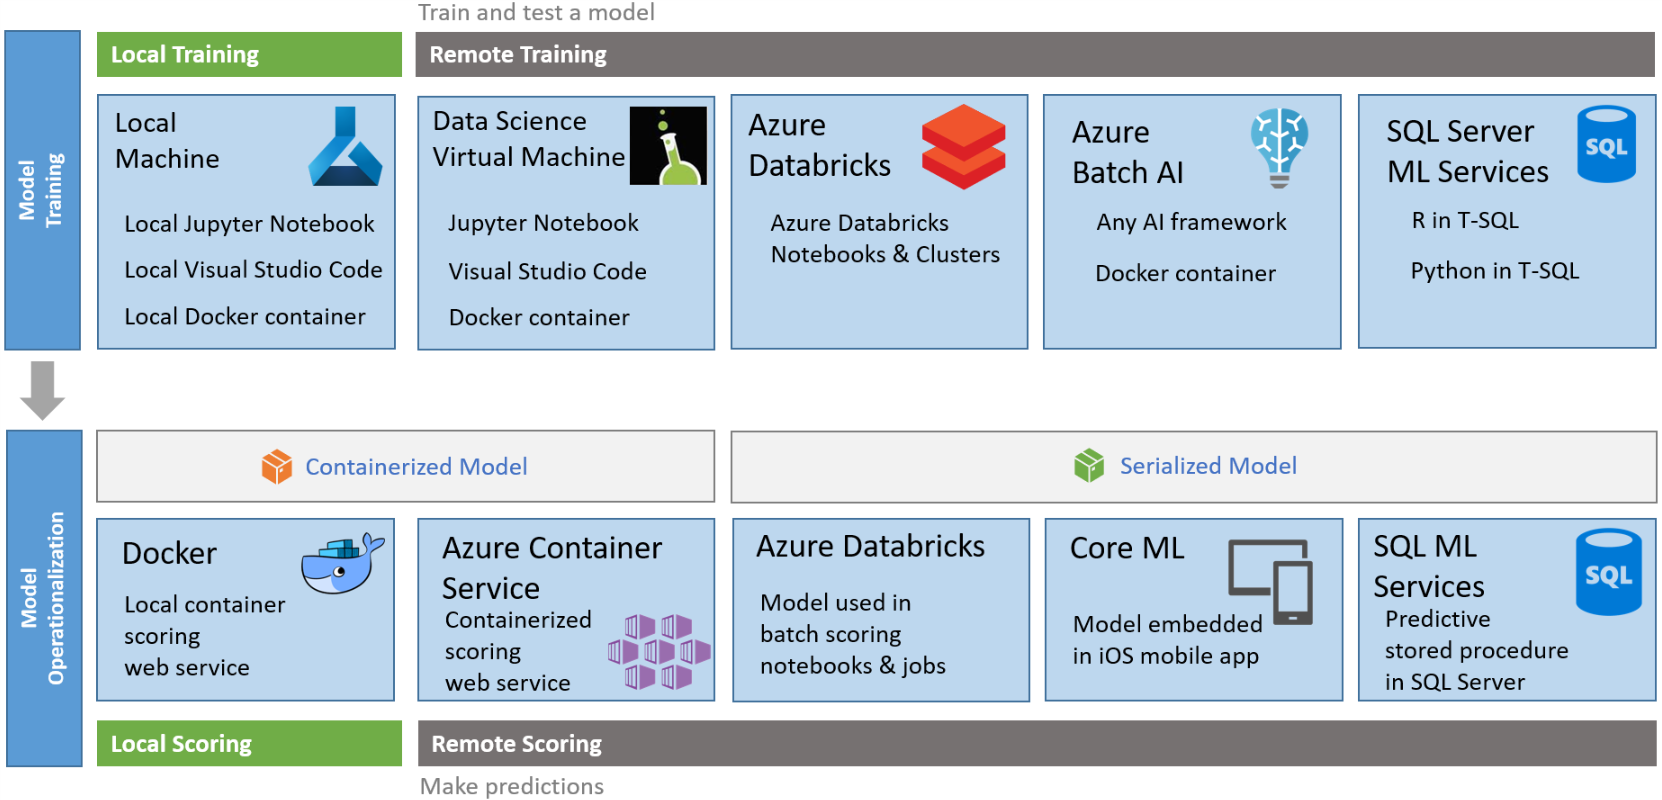 Train and test a model
Local Training
Remote Training
Model
Training
Local
Machine
Local Jupyter Notebook
Local Visual Studio Code
Local Docker container
Data Science
Virtual Machine
Jupyter Notebook
Visual Studio Code
Docker container
Azure
Databricks
Azure Databricks
Notebooks & Clusters
Azure
Batch AI
Any AI framework
Docker container
SQL Server
ML Services
SQL
R in T-SQL
Python in T-SQL
Model
Operationalization
Containerized Model
Serialized Model
Docker
Local container
scoring
web service
Azure Container
Service
Containerized
scoring
web service
Azure Databricks
Model used in
batch scoring
notebooks & jobs
Core ML
Model embedded
in iOS mobile app
SQL ML
Services
SQL
Predictive
stored procedure
in SQL Server
Local Scoring
Remote Scoring
Make predictions